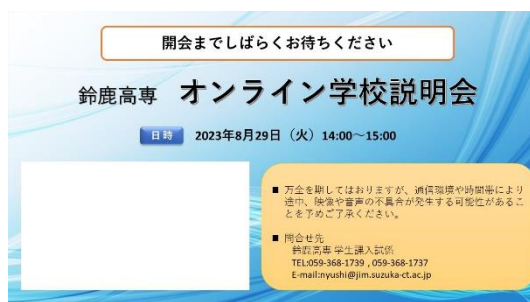 開会までしばらくお待ちください
鈴鹿高専 オンライン学校説明会
日時 2023年8月29日（火）14:00～15:00
■ 万全を期してはおりますが、通信環境や時間帯により
途中、映像や音声の不具合が発生する可能性があるこ
とを予めご了承ください。
■ 問合せ先
鈴鹿高専 学生課入試係
TEL:059-368-1739 , 059-368-1737
E-mail:nyushi@jim.suzuka-ct.ac.jp